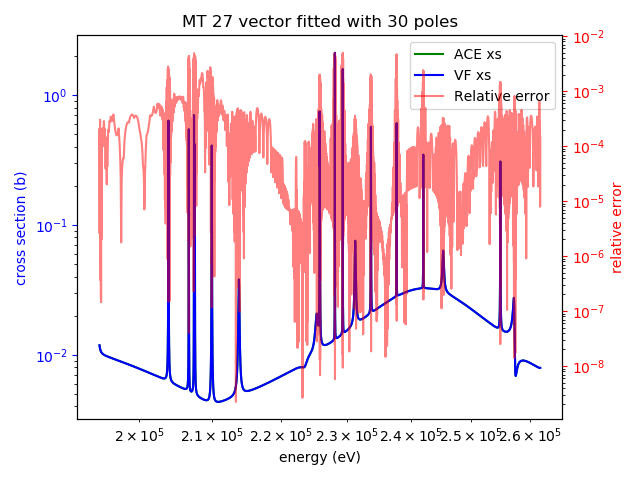 MT 27 vector fitted with 30 poles
ACE xs
VF xs
Relative error
cross section (b)
10⁰
10⁻¹
10⁻²
relative error
10⁻²
10⁻³
10⁻⁴
10⁻⁵
10⁻⁶
10⁻⁷
10⁻⁸
2 × 10⁵ 2.1 × 10⁵ 2.2 × 10⁵ 2.3 × 10⁵ 2.4 × 10⁵ 2.5 × 10⁵ 2.6 × 10⁵
energy (eV)